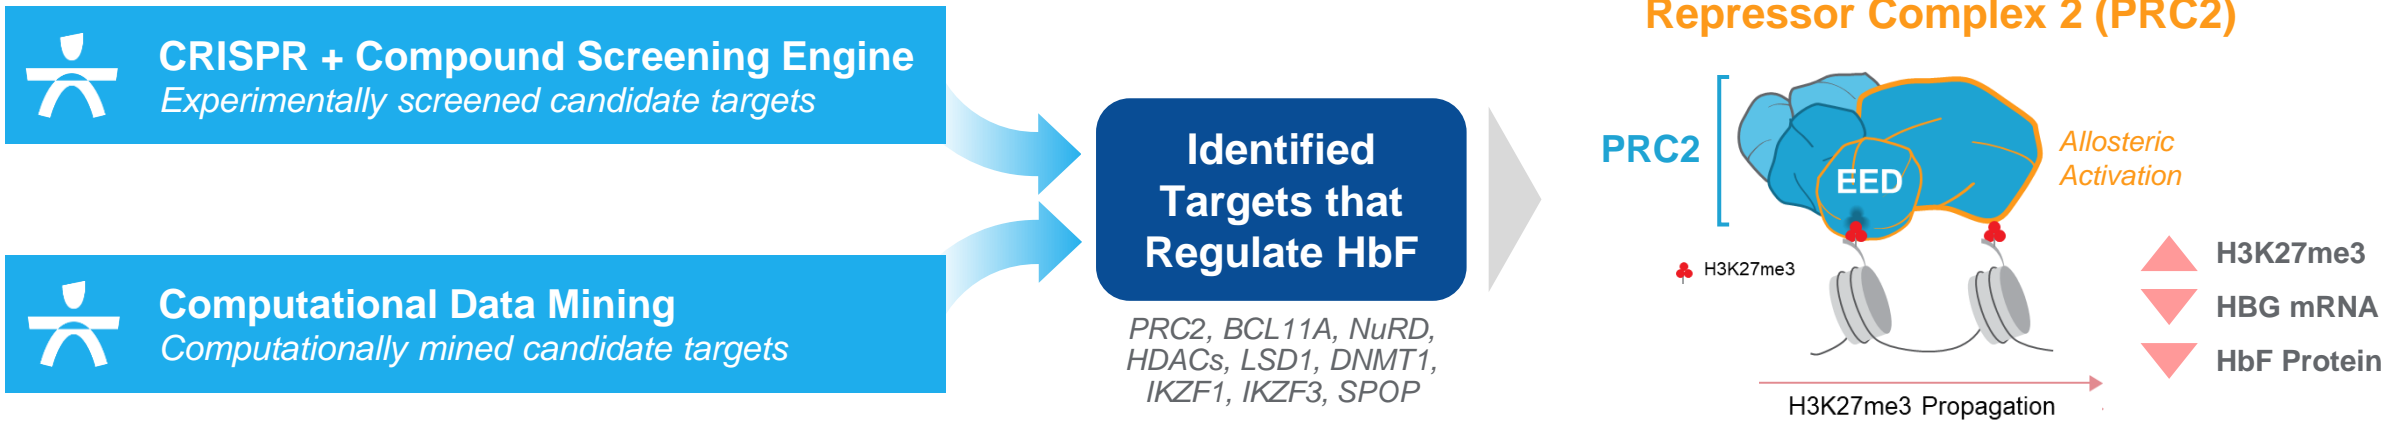 CRISPR + Compound Screening Engine
Experimentally screened candidate targets
Computational Data Mining
Computationally mined candidate targets
Identified
Targets that
Regulate HbF
PRC2, BCL11A, NuRD,
HDACs, LSD1, DNMT1,
IKZF1, IKZF3, SPOP
Repressor Complex 2 (PRC2)
PRC2
EED
Allosteric
Activation
H3K27me3
H3K27me3
HBG mRNA
HbF Protein
H3K27me3 Propagation